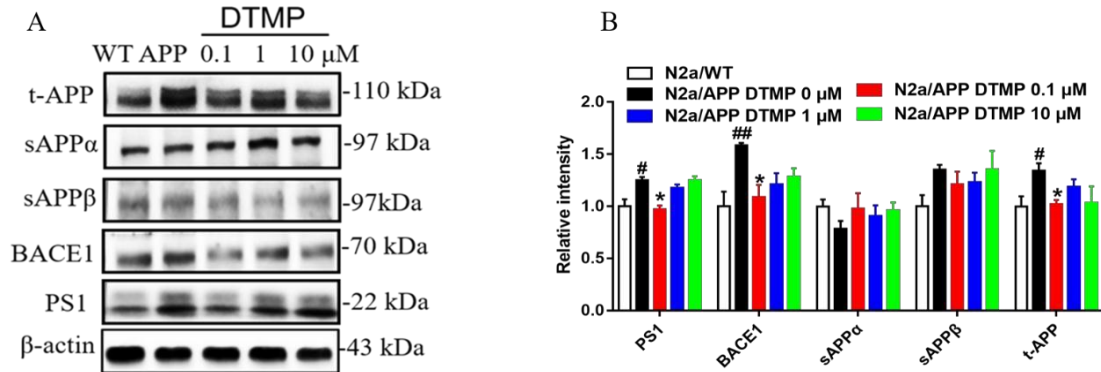 A
DTMP
WT APP 0.1 1 10 μM
t-APP -110 kDa
sAPPα -97 kDa
sAPPβ -97kDa
BACE1 -70 kDa
PS1 -22 kDa
β-actin -43 kDa
B
N2a/WT
N2a/APP DTMP 0 μM N2a/APP DTMP 0.1 μM
N2a/APP DTMP 1 μM N2a/APP DTMP 10 μM
Relative intensity
2.0
1.5
1.0
0.5
0.0
# * ## * # *
PS1 BACE1 sAPPα sAPPβ t-APP